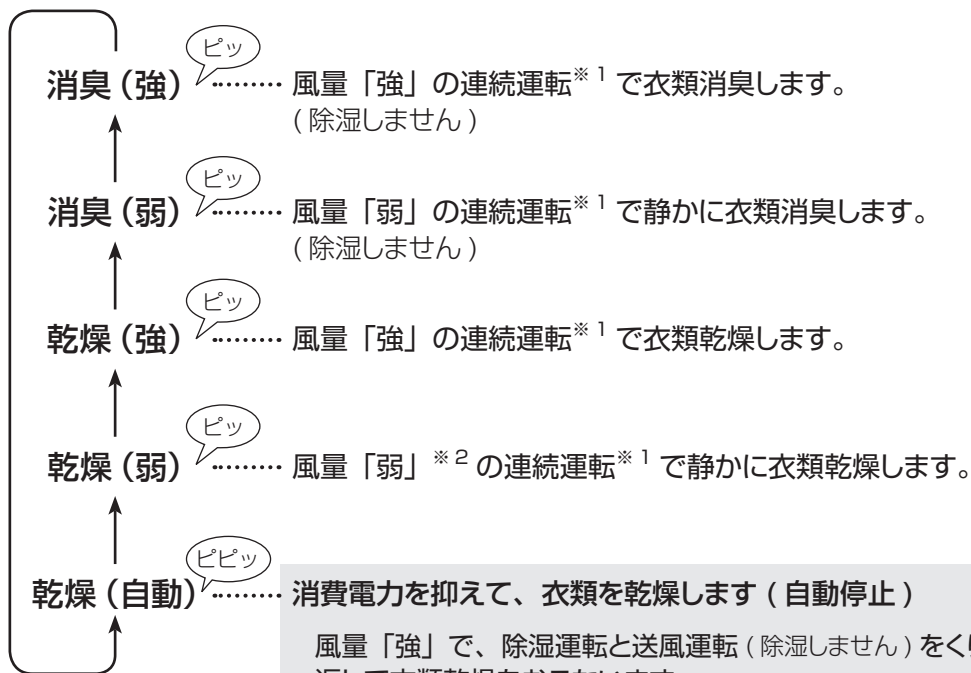 ピッ
消臭（強） ……… 風量「強」の連続運転※1で衣類消臭します。
(除湿しません)
ピッ
消臭（弱） ……… 風量「弱」の連続運転※1で静かに衣類消臭します。
(除湿しません)
ピッ
乾燥（強） ……… 風量「強」の連続運転※1で衣類乾燥します。
ピッ
乾燥（弱） ……… 風量「弱」※2の連続運転※1で静かに衣類乾燥します。
ピピッ
乾燥（自動） ……… 消費電力を抑えて、衣類を乾燥します(自動停止)
風量「強」で、除湿運転と送風運転(除湿しません)をく